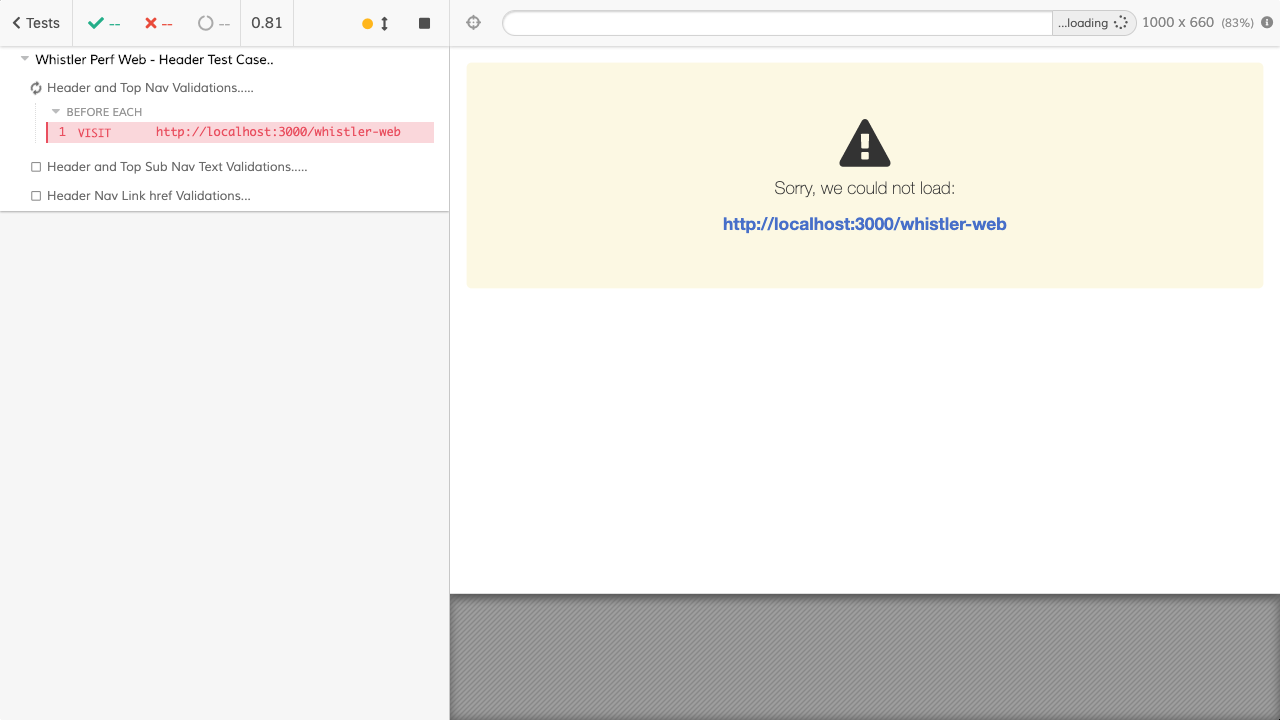 Tests -- -- -- 0.81 ...loading 1000 x 660 (83%)
Whistler Perf Web - Header Test Case..
Header and Top Nav Validations.....
BEFORE EACH
1 VISIT http://localhost:3000/whistler-web
Header and Top Sub Nav Text Validations.....
Header Nav Link href Validations...
Sorry, we could not load:
http://localhost:3000/whistler-web